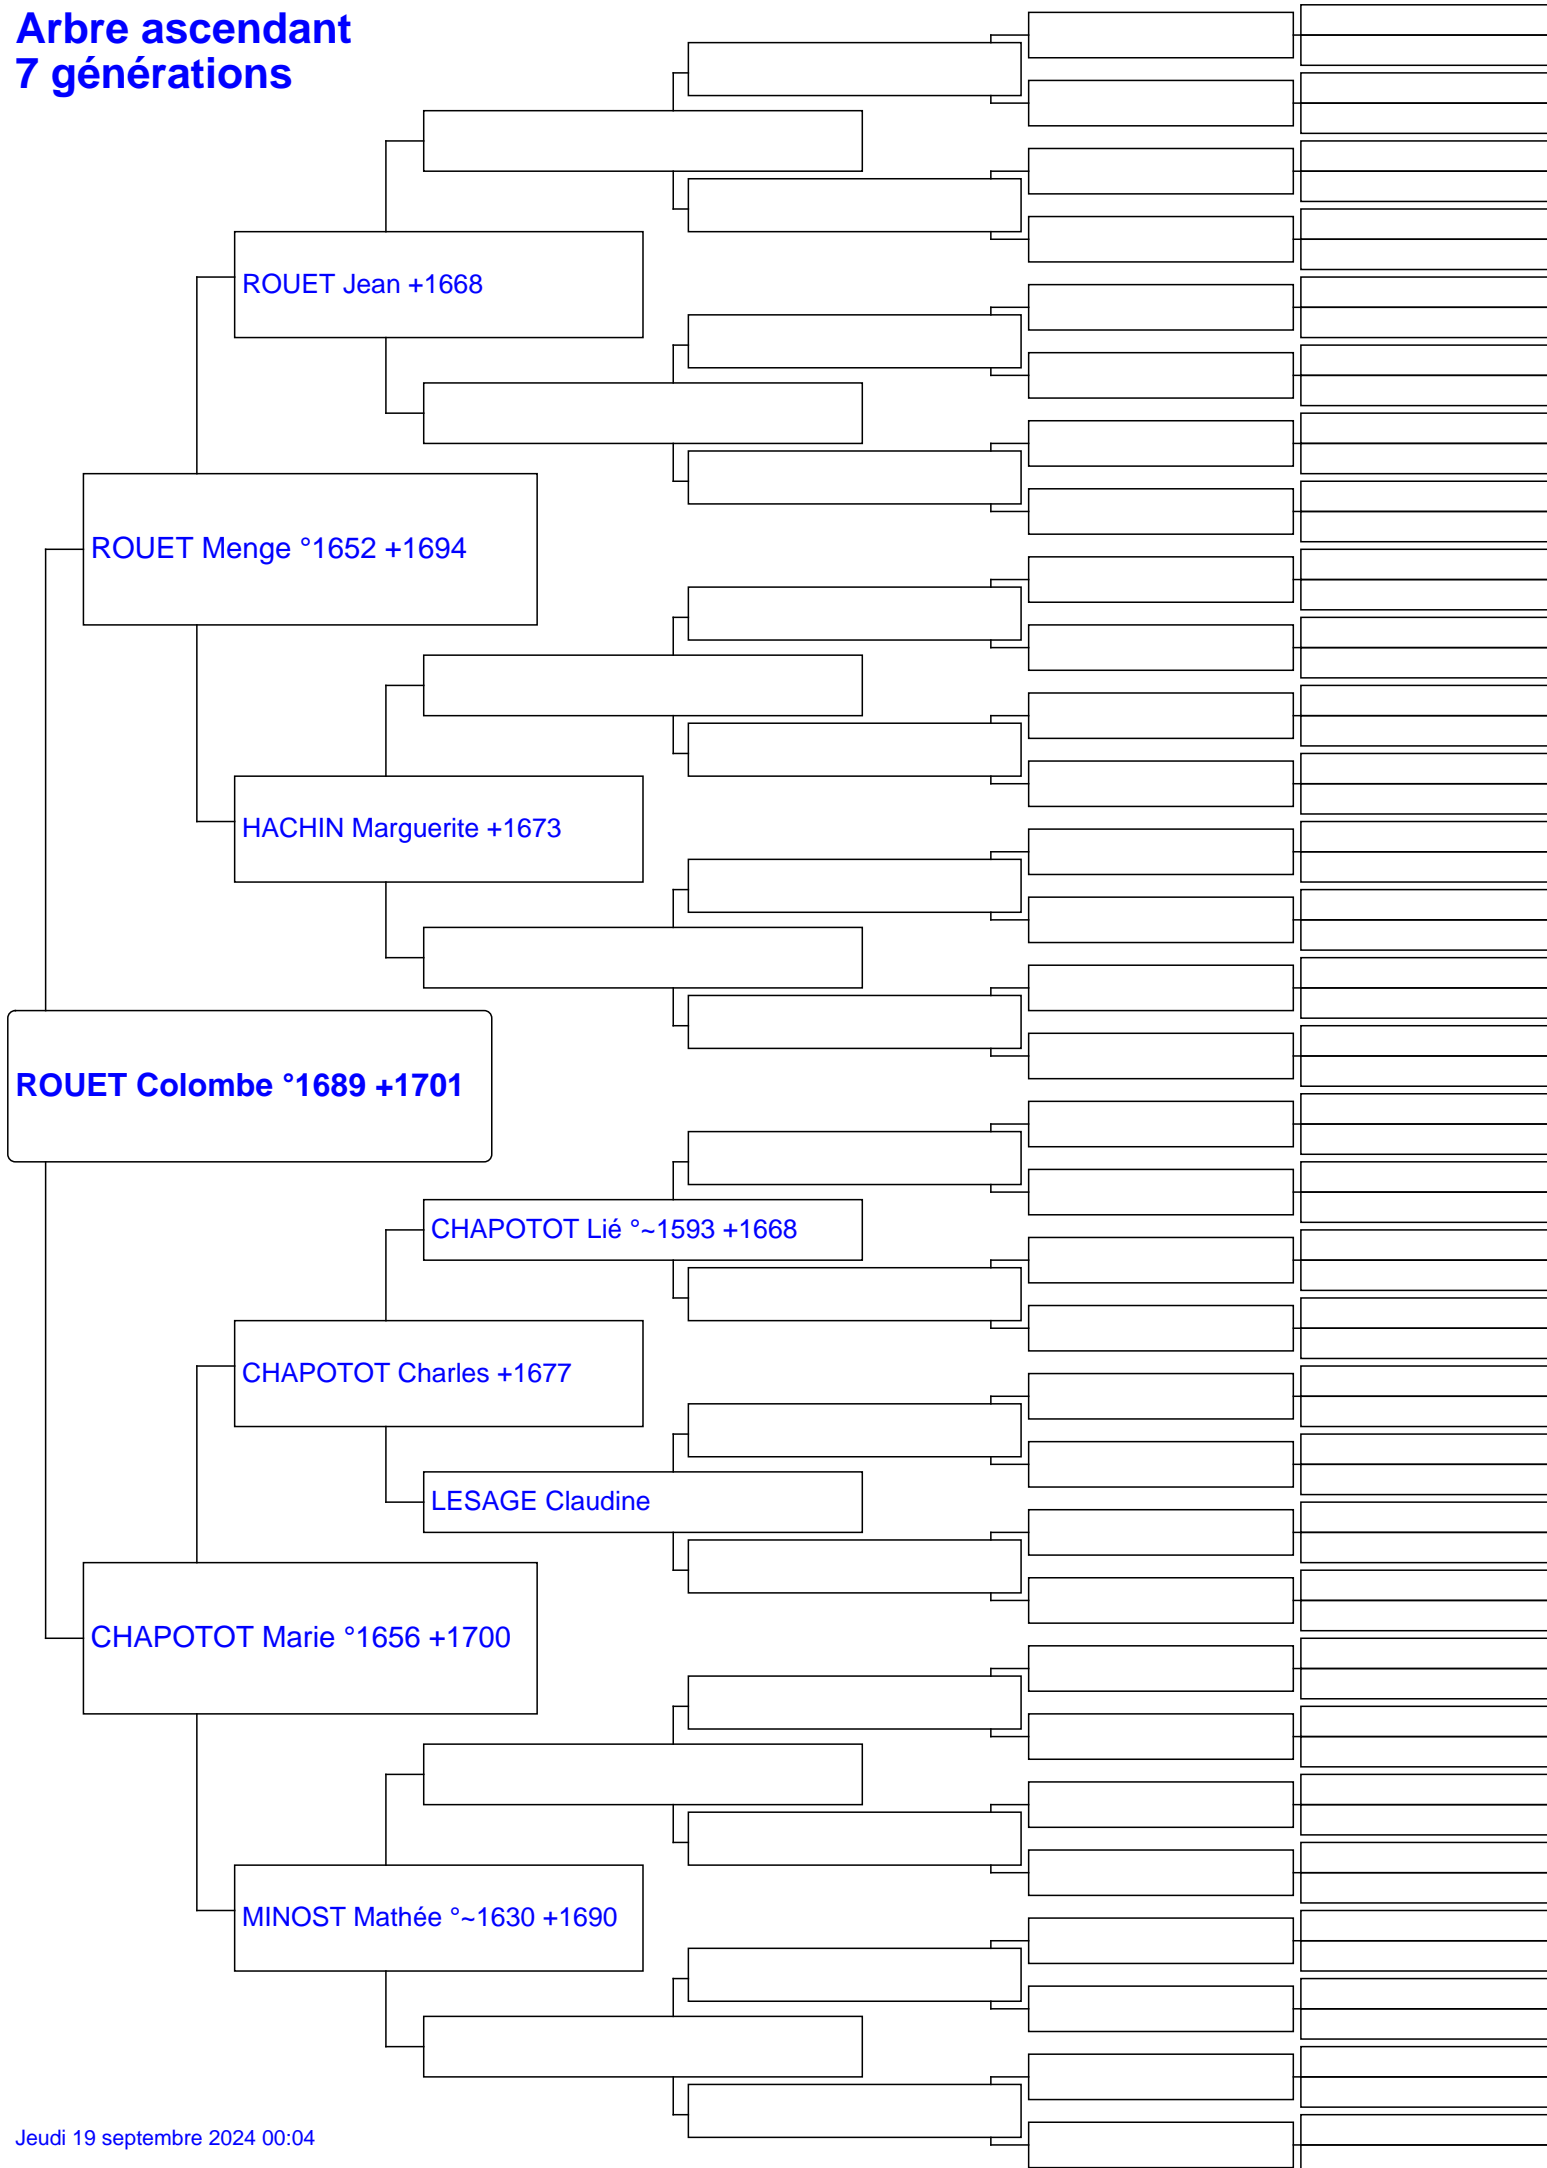 Arbre ascendant
7 générations
ROUET Jean +1668
ROUET Menge °1652 +1694
HACHIN Marguerite +1673
ROUET Colombe °1689 +1701
CHAPOTOT Lié °~1593 +1668
CHAPOTOT Charles +1677
LESAGE Claudine
CHAPOTOT Marie °1656 +1700
MINOST Mathée °~1630 +1690
Jeudi 19 septembre 2024 00:04